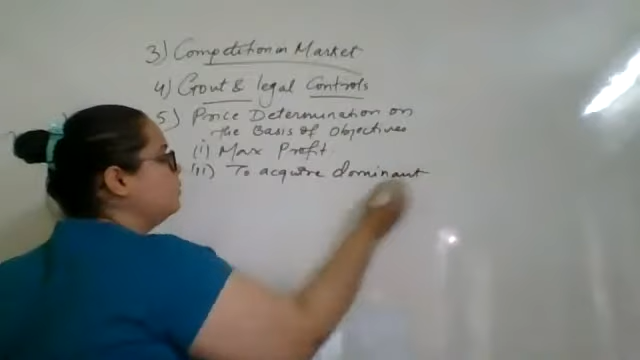 3) Competition in Market
4) Govt & legal Controls
5) Price Determination on
the Basis of Objectives
(i) Max Profit
(ii) To acquire dominant